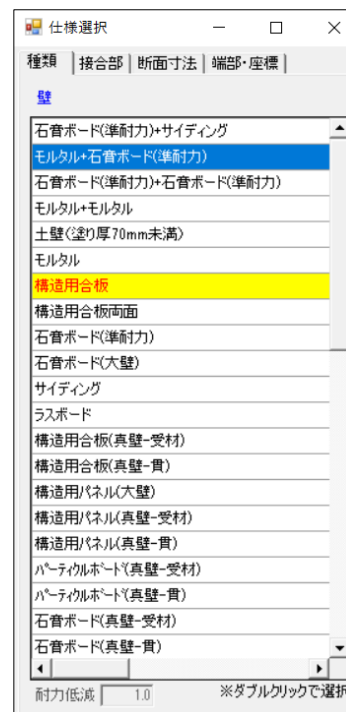 仕様選択
種類 接合部 断面寸法 端部・座標
壁
石膏ボード(準耐力)+サイディング
モルタル+石膏ボード(準耐力)
石膏ボード(準耐力)+石膏ボード(準耐力)
モルタル+モルタル
土壁(塗り厚70mm未満)
モルタル
構造用合板
構造用合板両面
石膏ボード(準耐力)
石膏ボード(大壁)
サイディング
ラスボード
構造用合板(真壁-受材)
構造用合板(真壁-貫)
構造用パネル(大壁)
構造用パネル(真壁-受材)
構造用パネル(真壁-貫)
パーティクルボード(真壁-受材)
パーティクルボード(真壁-貫)
石膏ボード(真壁-受材)
石膏ボード(真壁-貫)
耐力低減 1.0 ※ダブルクリックで選択